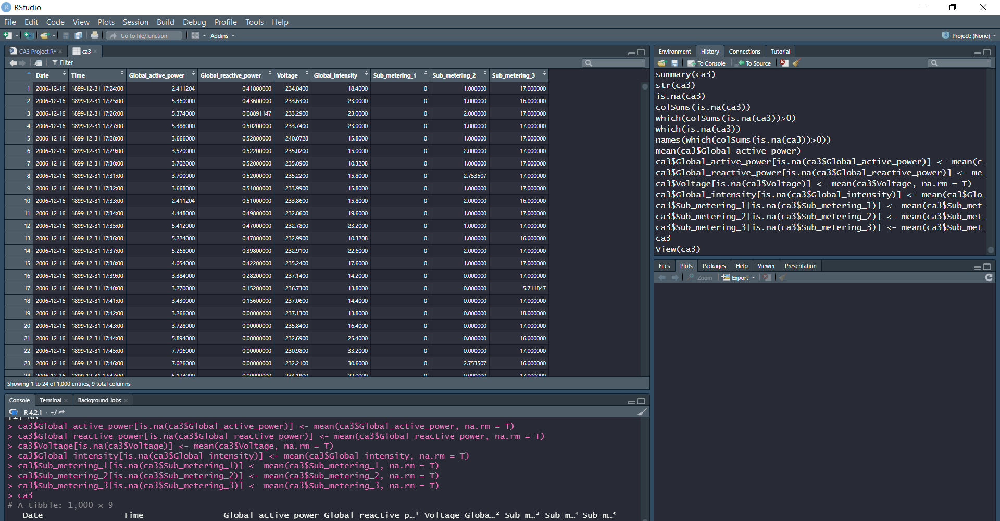 RStudio
File Edit Code View Plots Session Build Debug Profile Tools Help
Go to file/function Addins Project: (None)
CA3 Project.R* ca3
Filter
Date Time Global_active_power Global_reactive_power Voltage Global_intensity Sub_metering_1 Sub_metering_2 Sub_metering_3
1 2006-12-16 1899-12-31 17:24:00 2.411204 0.41800000 234.8400 18.4000 0 1.000000 17.000000
2 2006-12-16 1899-12-31 17:25:00 5.360000 0.43600000 233.6300 23.0000 0 1.000000 16.000000
3 2006-12-16 1899-12-31 17:26:00 5.374000 0.08891147 233.2900 23.0000 0 2.000000 17.000000
4 2006-12-16 1899-12-31 17:27:00 5.388000 0.50200000 233.7400 23.0000 0 1.000000 17.000000
5 2006-12-16 1899-12-31 17:28:00 3.666000 0.52800000 240.0728 15.8000 0 1.000000 17.000000
6 2006-12-16 1899-12-31 17:29:00 3.520000 0.52200000 235.0200 15.0000 0 2.000000 17.000000
7 2006-12-16 1899-12-31 17:30:00 3.702000 0.52000000 235.0900 10.3208 0 1.000000 17.000000
8 2006-12-16 1899-12-31 17:31:00 3.700000 0.52000000 235.2200 15.8000 0 2.753507 17.000000
9 2006-12-16 1899-12-31 17:32:00 3.668000 0.51000000 233.9900 15.8000 0 1.000000 17.000000
10 2006-12-16 1899-12-31 17:33:00 2.411204 0.51000000 233.8600 15.8000 0 2.000000 16.000000
11 2006-12-16 1899-12-31 17:34:00 4.448000 0.49800000 232.8600 19.6000 0 1.000000 17.000000
12 2006-12-16 1899-12-31 17:35:00 5.412000 0.47000000 232.7800 23.2000 0 1.000000 17.000000
13 2006-12-16 1899-12-31 17:36:00 5.224000 0.47800000 232.9900 10.3208 0 1.000000 16.000000
14 2006-12-16 1899-12-31 17:37:00 5.268000 0.39800000 232.9100 22.6000 0 2.000000 17.000000
15 2006-12-16 1899-12-31 17:38:00 4.054000 0.42200000 235.2400 17.6000 0 1.000000 17.000000
16 2006-12-16 1899-12-31 17:39:00 3.384000 0.28200000 237.1400 14.2000 0 0.000000 17.000000
17 2006-12-16 1899-12-31 17:40:00 3.270000 0.15200000 236.7300 13.8000 0 0.000000 5.711847
18 2006-12-16 1899-12-31 17:41:00 3.430000 0.15600000 237.0600 14.4000 0 0.000000 17.000000
19 2006-12-16 1899-12-31 17:42:00 3.266000 0.00000000 237.1300 13.8000 0 0.000000 18.000000
20 2006-12-16 1899-12-31 17:43:00 3.728000 0.00000000 235.8400 16.4000 0 0.000000 17.000000
21 2006-12-16 1899-12-31 17:44:00 5.894000 0.00000000 232.6900 25.4000 0 0.000000 16.000000
22 2006-12-16 1899-12-31 17:45:00 7.706000 0.00000000 230.9800 33.2000 0 0.000000 17.000000
23 2006-12-16 1899-12-31 17:46:00 7.026000 0.00000000 232.2100 30.6000 0 2.753507 16.000000
24 2006-12-16 1899-12-31 17:47:00 5.174000 0.00000000 234.1900 22.0000 0 0.000000 17.000000
Showing 1 to 24 of 1,000 entries, 9 total columns
Console Terminal Background Jobs
R 4.2.1 · ~/
[1] NA
> ca3$Global_active_power[is.na(ca3$Global_active_power)] <- mean(ca3$Global_active_power, na.rm = T)
> ca3$Global_reactive_power[is.na(ca3$Global_reactive_power)] <- mean(ca3$Global_reactive_power, na.rm = T)
> ca3$Voltage[is.na(ca3$Voltage)] <- mean(ca3$Voltage, na.rm = T)
> ca3$Global_intensity[is.na(ca3$Global_intensity)] <- mean(ca3$Global_intensity, na.rm = T)
> ca3$Sub_metering_1[is.na(ca3$Sub_metering_1)] <- mean(ca3$Sub_metering_1, na.rm = T)
> ca3$Sub_metering_2[is.na(ca3$Sub_metering_2)] <- mean(ca3$Sub_metering_2, na.rm = T)
> ca3$Sub_metering_3[is.na(ca3$Sub_metering_3)] <- mean(ca3$Sub_metering_3, na.rm = T)
> ca3
# A tibble: 1,000 × 9
Date Time Global_active_power Global_reactive_p…¹ Voltage Globa…² Sub_m…³ Sub_m…⁴ Sub_m…⁵
Environment History Connections Tutorial
To Console To Source
summary(ca3)
str(ca3)
is.na(ca3)
colSums(is.na(ca3))
which(colSums(is.na(ca3))>0)
which(is.na(ca3))
names(which(colSums(is.na(ca3))>0))
mean(ca3$Global_active_power)
ca3$Global_active_power[is.na(ca3$Global_active_power)] <- mean(c…
ca3$Global_reactive_power[is.na(ca3$Global_reactive_power)] <- me…
ca3$Voltage[is.na(ca3$Voltage)] <- mean(ca3$Voltage, na.rm = T)
ca3$Global_intensity[is.na(ca3$Global_intensity)] <- mean(ca3$Glo…
ca3$Sub_metering_1[is.na(ca3$Sub_metering_1)] <- mean(ca3$Sub_met…
ca3$Sub_metering_2[is.na(ca3$Sub_metering_2)] <- mean(ca3$Sub_met…
ca3$Sub_metering_3[is.na(ca3$Sub_metering_3)] <- mean(ca3$Sub_met…
ca3
View(ca3)
Files Plots Packages Help Viewer Presentation
Zoom Export